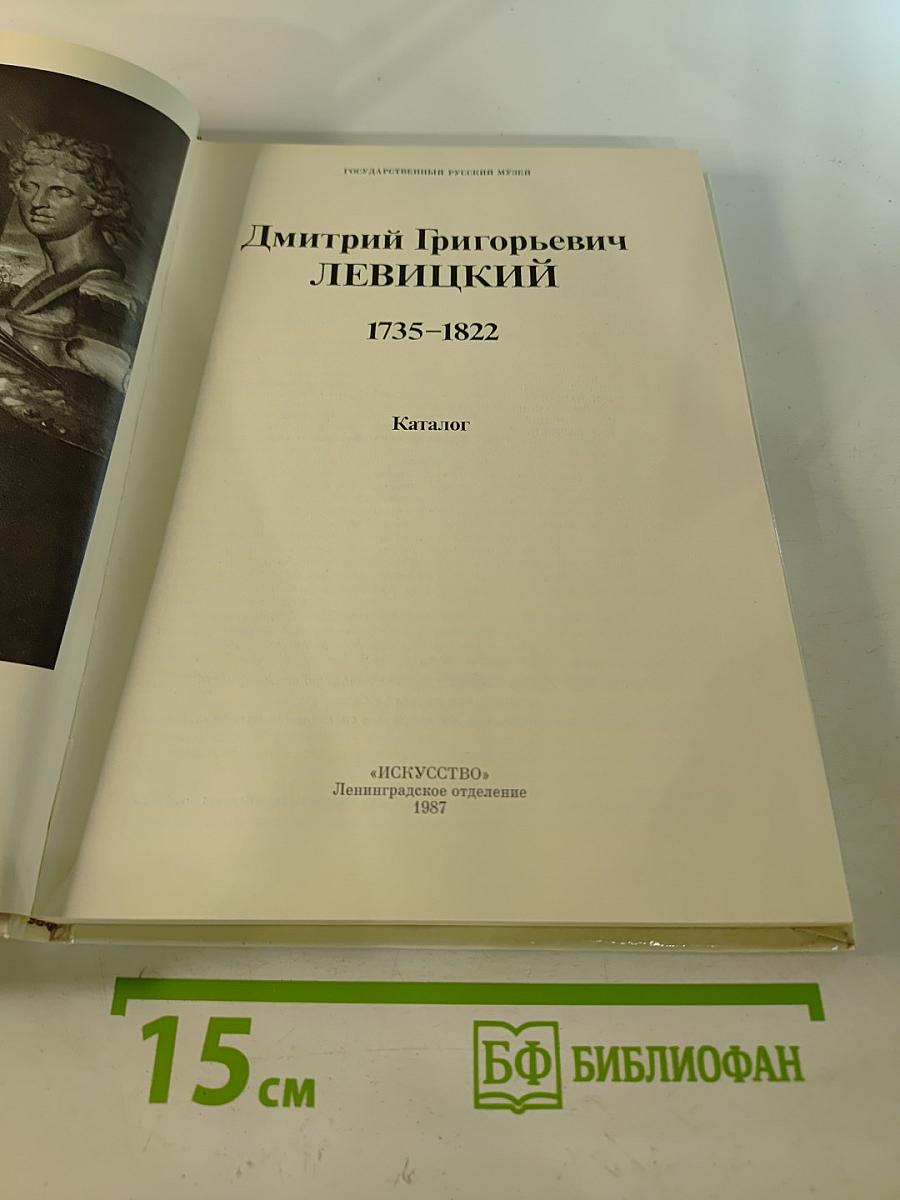 ГОСУДАРСТВЕННЫЙ РУССКИЙ МУЗЕЙ
Дмитрий Григорьевич
ЛЕВИЦКИЙ
1735–1822
Каталог
«ИСКУССТВО»
Ленинградское отделение
1987
15 см
БФ БИБЛИОФАН